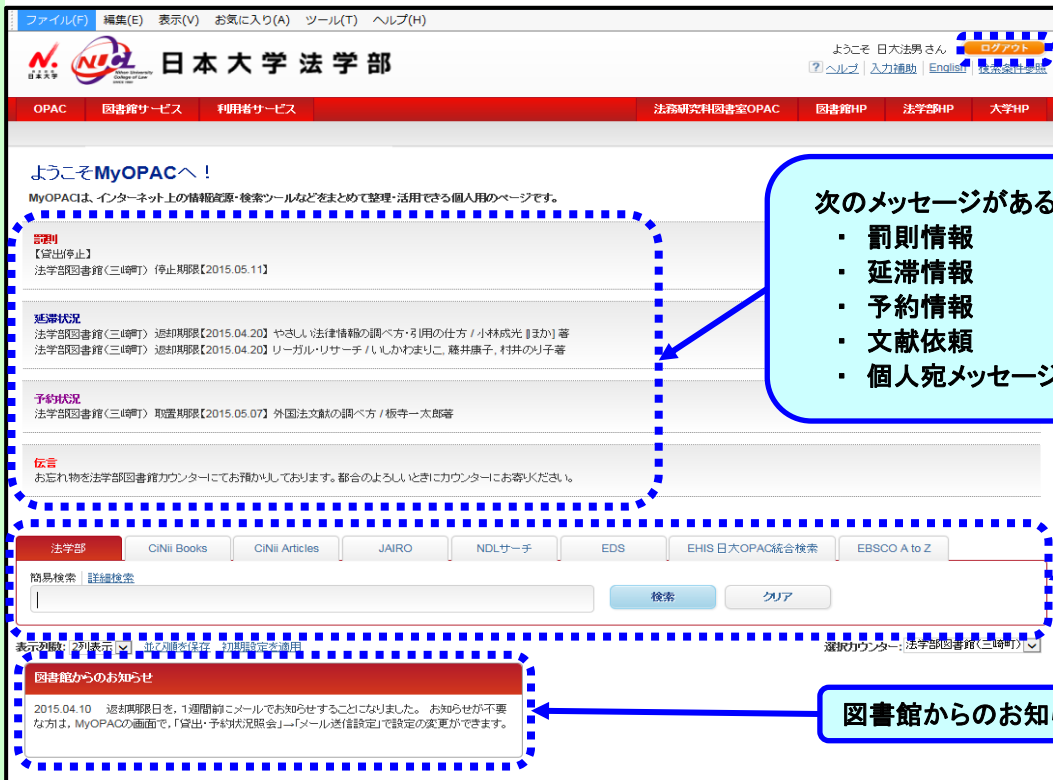 ファイル(F) 編集(E) 表示(V) お気に入り(A) ツール(T) ヘルプ(H)
N. 日本大学 NUCL Nihon University College of Law 日本大学法学部
ようこそ 日大法男さん ログアウト
? ヘルプ | 入力補助 | English | 検索条件参照
OPAC 図書館サービス 利用者サービス 法務研究科図書室OPAC 図書館HP 法学部HP 大学HP
ようこそMyOPACへ！
MyOPACは、インターネット上の情報資源・検索ツールなどをまとめて整理・活用できる個人用のページです。
罰則
【貸出停止】
法学部図書館（三崎町） 停止期限【2015.05.11】
延滞状況
法学部図書館（三崎町） 返却期限【2015.04.20】 やさしい法律情報の調べ方・引用の仕方 / 小林成光 [ほか] 著
法学部図書館（三崎町） 返却期限【2015.04.20】 リーガル・リサーチ / いしかわまりこ, 藤井康子, 村井のり子著
予約状況
法学部図書館（三崎町） 取置期限【2015.05.07】 外国法文献の調べ方 / 板寺一太郎著
伝言
お忘れ物を法学部図書館カウンターにてお預かりしております。都合のよろしいときにカウンターにお寄りください。
次のメッセージがある
・ 罰則情報
・ 延滞情報
・ 予約情報
・ 文献依頼
・ 個人宛メッセージ
法学部 CiNii Books CiNii Articles JAIRO NDLサーチ EDS EHIS 日大OPAC統合検索 EBSCO A to Z
簡易検索 | 詳細検索
検索 クリア
表示列数: 2列表示 並び順を保存 初期設定を適用 選択カウンター: 法学部図書館（三崎町）
図書館からのお知らせ
2015.04.10 返却期限日を，1週間前にメールでお知らせすることになりました。 お知らせが不要
な方は，MyOPACの画面で，「貸出・予約状況照会」→「メール送信設定」で設定の変更ができます。
図書館からのお知ら